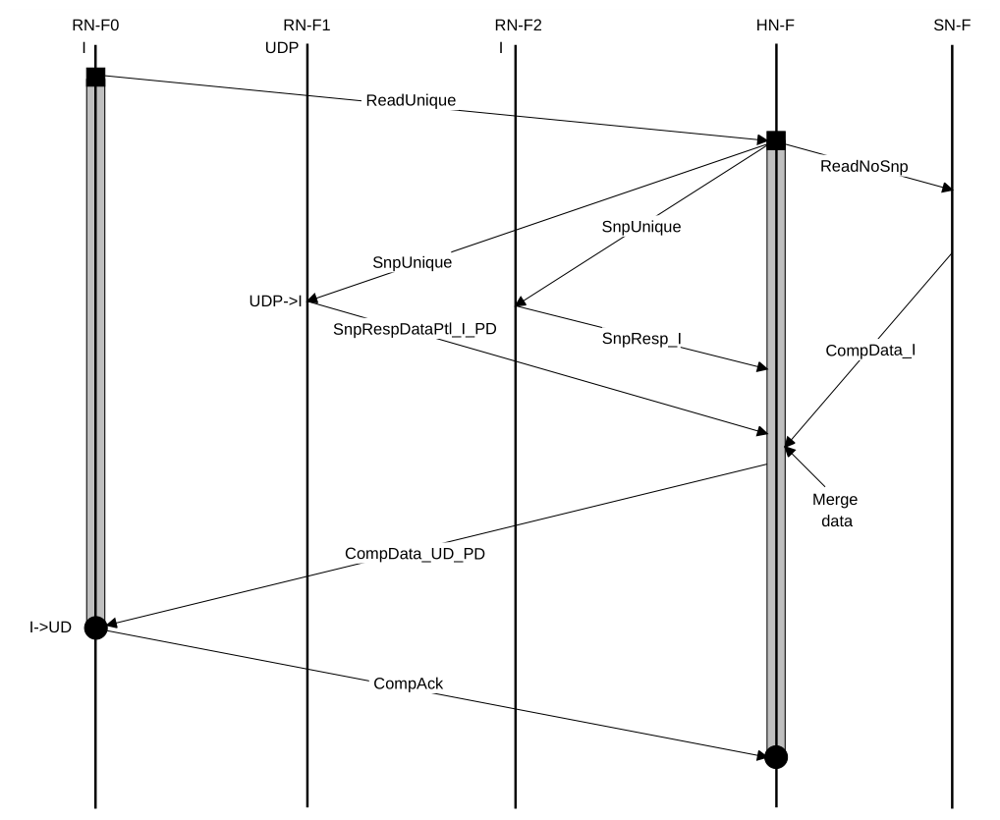 RN-F0 RN-F1 RN-F2 HN-F SN-F
I UDP I
ReadUnique
ReadNoSnp
SnpUnique
SnpUnique
UDP->I
SnpRespDataPtl_I_PD
SnpResp_I
CompData_I
Merge
data
CompData_UD_PD
I->UD
CompAck